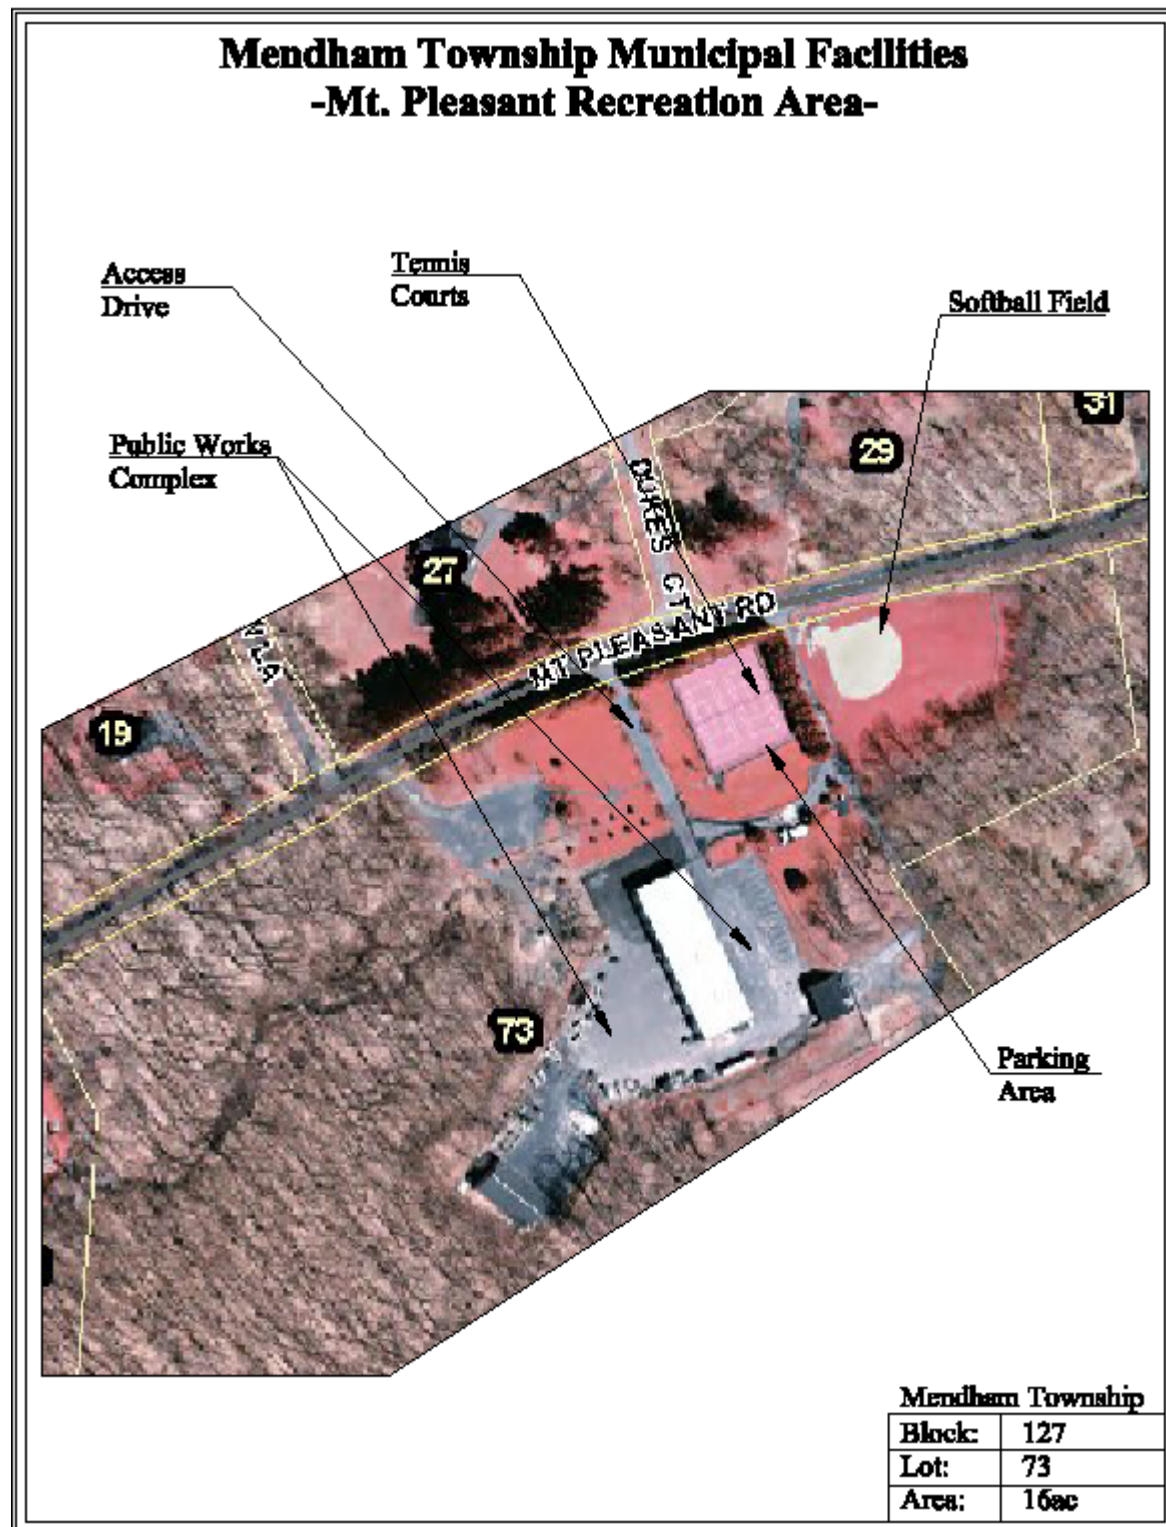 Mendham Township Municipal Facilities
-Mt. Pleasant Recreation Area-
Access
Drive
Tennis
Courts
Softball Field
Public Works
Complex
31
29
DUKES CT
27
MT PLEASANT RD
LA
19
73
Parking
Area
Mendham Township
Block: 127
Lot: 73
Area: 16ac